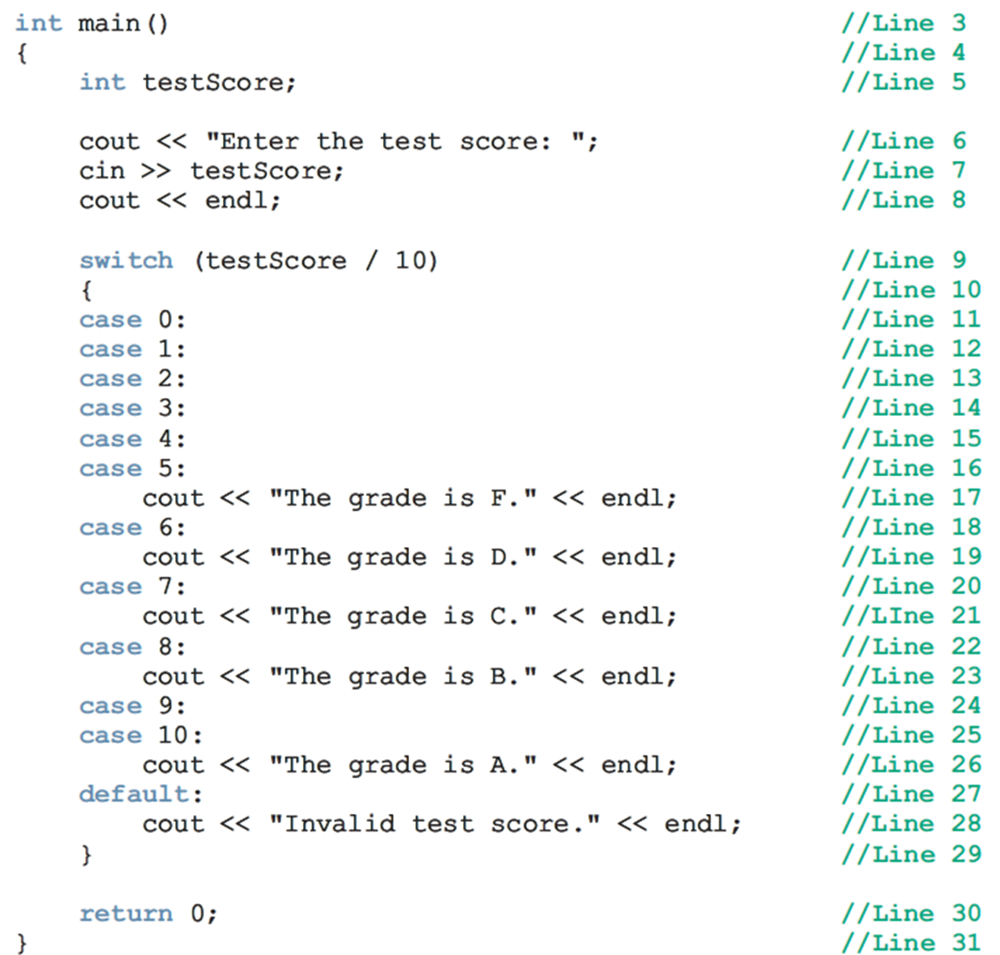 int main() //Line 3
{ //Line 4
int testScore; //Line 5
cout << "Enter the test score: "; //Line 6
cin >> testScore; //Line 7
cout << endl; //Line 8
switch (testScore / 10) //Line 9
{ //Line 10
case 0: //Line 11
case 1: //Line 12
case 2: //Line 13
case 3: //Line 14
case 4: //Line 15
case 5: //Line 16
cout << "The grade is F." << endl; //Line 17
case 6: //Line 18
cout << "The grade is D." << endl; //Line 19
case 7: //Line 20
cout << "The grade is C." << endl; //LIne 21
case 8: //Line 22
cout << "The grade is B." << endl; //Line 23
case 9: //Line 24
case 10: //Line 25
cout << "The grade is A." << endl; //Line 26
default: //Line 27
cout << "Invalid test score." << endl; //Line 28
} //Line 29
return 0; //Line 30
} //Line 31